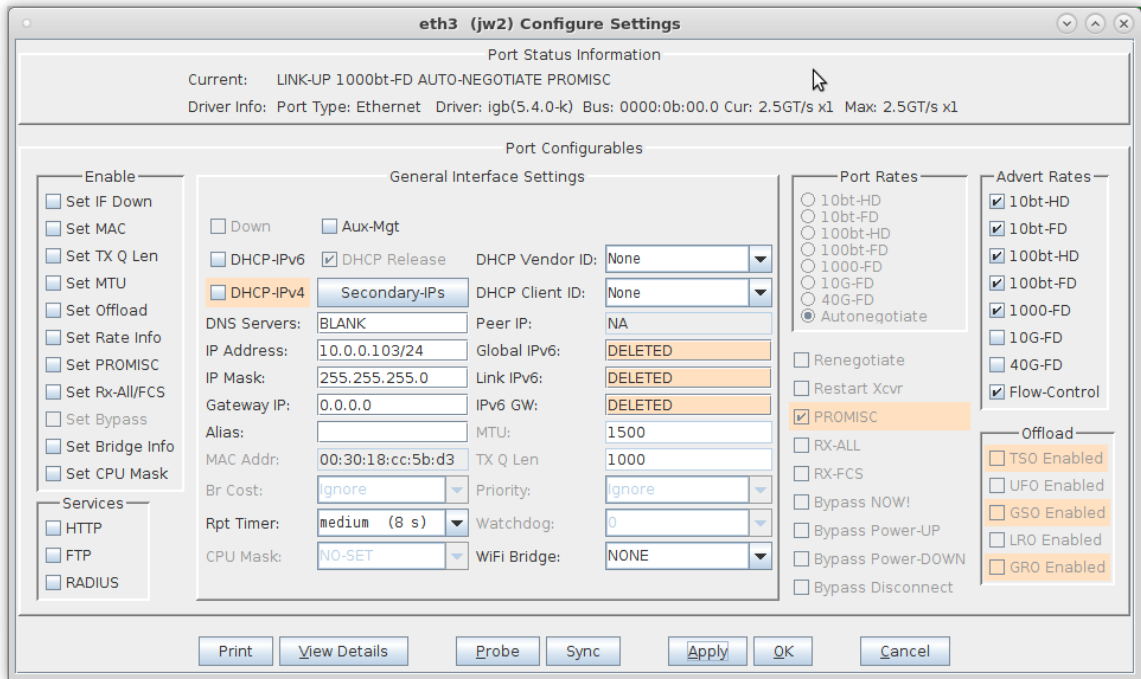 eth3 (jw2) Configure Settings
Port Status Information
Current: LINK-UP 1000bt-FD AUTO-NEGOTIATE PROMISC
Driver Info: Port Type: Ethernet Driver: igb(5.4.0-k) Bus: 0000:0b:00.0 Cur: 2.5GT/s x1 Max: 2.5GT/s x1
Port Configurables
Enable
Set IF Down
Set MAC
Set TX Q Len
Set MTU
Set Offload
Set Rate Info
Set PROMISC
Set Rx-All/FCS
Set Bypass
Set Bridge Info
Set CPU Mask
Services
HTTP
FTP
RADIUS
General Interface Settings
Down Aux-Mgt
DHCP-IPv6 DHCP Release DHCP Vendor ID: None
DHCP-IPv4 Secondary-IPs DHCP Client ID: None
DNS Servers: BLANK Peer IP: NA
IP Address: 10.0.0.103/24 Global IPv6: DELETED
IP Mask: 255.255.255.0 Link IPv6: DELETED
Gateway IP: 0.0.0.0 IPv6 GW: DELETED
Alias: MTU: 1500
MAC Addr: 00:30:18:cc:5b:d3 TX Q Len 1000
Br Cost: Ignore Priority: Ignore
Rpt Timer: medium (8 s) Watchdog: 0
CPU Mask: NO-SET WiFi Bridge: NONE
Port Rates
10bt-HD
10bt-FD
100bt-HD
100bt-FD
1000-FD
10G-FD
40G-FD
Autonegotiate
Renegotiate
Restart Xcvr
PROMISC
RX-ALL
RX-FCS
Bypass NOW!
Bypass Power-UP
Bypass Power-DOWN
Bypass Disconnect
Advert Rates
10bt-HD
10bt-FD
100bt-HD
100bt-FD
1000-FD
10G-FD
40G-FD
Flow-Control
Offload
TSO Enabled
UFO Enabled
GSO Enabled
LRO Enabled
GRO Enabled
Print View Details Probe Sync Apply OK Cancel